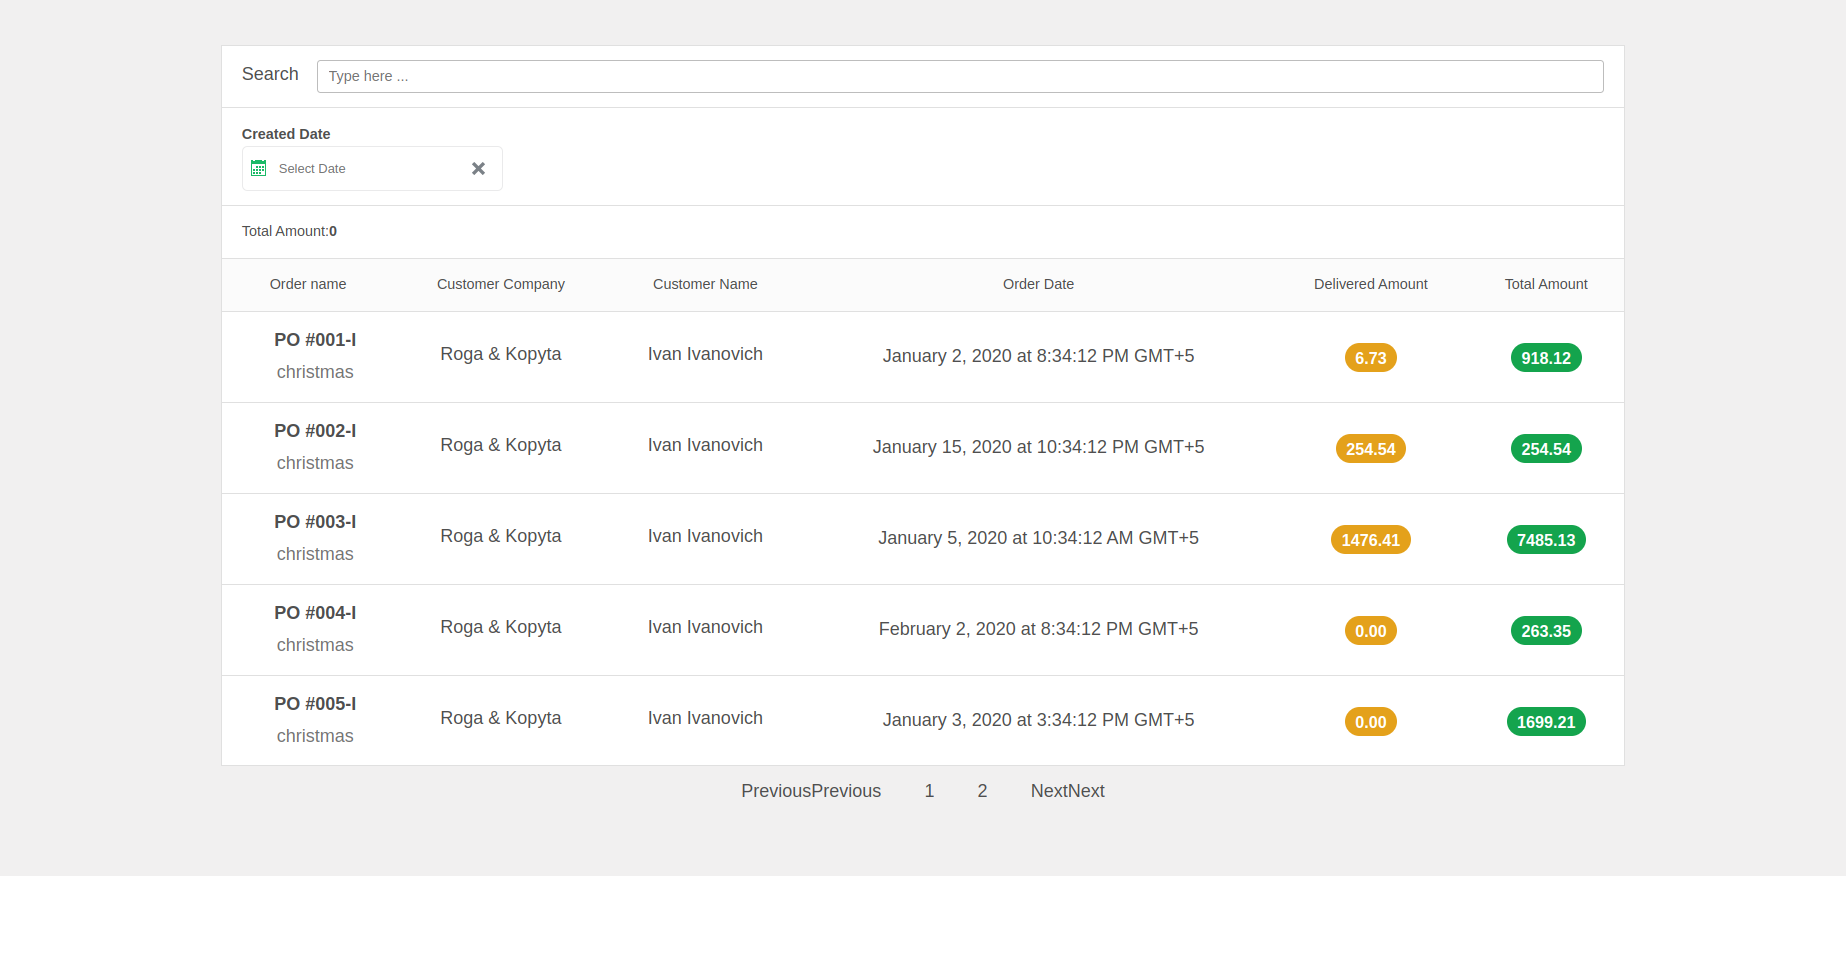 Search Type here ...
Created Date
Select Date
Total Amount:0
Order name Customer Company Customer Name Order Date Delivered Amount Total Amount
PO #001-I
christmas
Roga & Kopyta Ivan Ivanovich January 2, 2020 at 8:34:12 PM GMT+5 6.73 918.12
PO #002-I
christmas
Roga & Kopyta Ivan Ivanovich January 15, 2020 at 10:34:12 PM GMT+5 254.54 254.54
PO #003-I
christmas
Roga & Kopyta Ivan Ivanovich January 5, 2020 at 10:34:12 AM GMT+5 1476.41 7485.13
PO #004-I
christmas
Roga & Kopyta Ivan Ivanovich February 2, 2020 at 8:34:12 PM GMT+5 0.00 263.35
PO #005-I
christmas
Roga & Kopyta Ivan Ivanovich January 3, 2020 at 3:34:12 PM GMT+5 0.00 1699.21
PreviousPrevious 1 2 NextNext